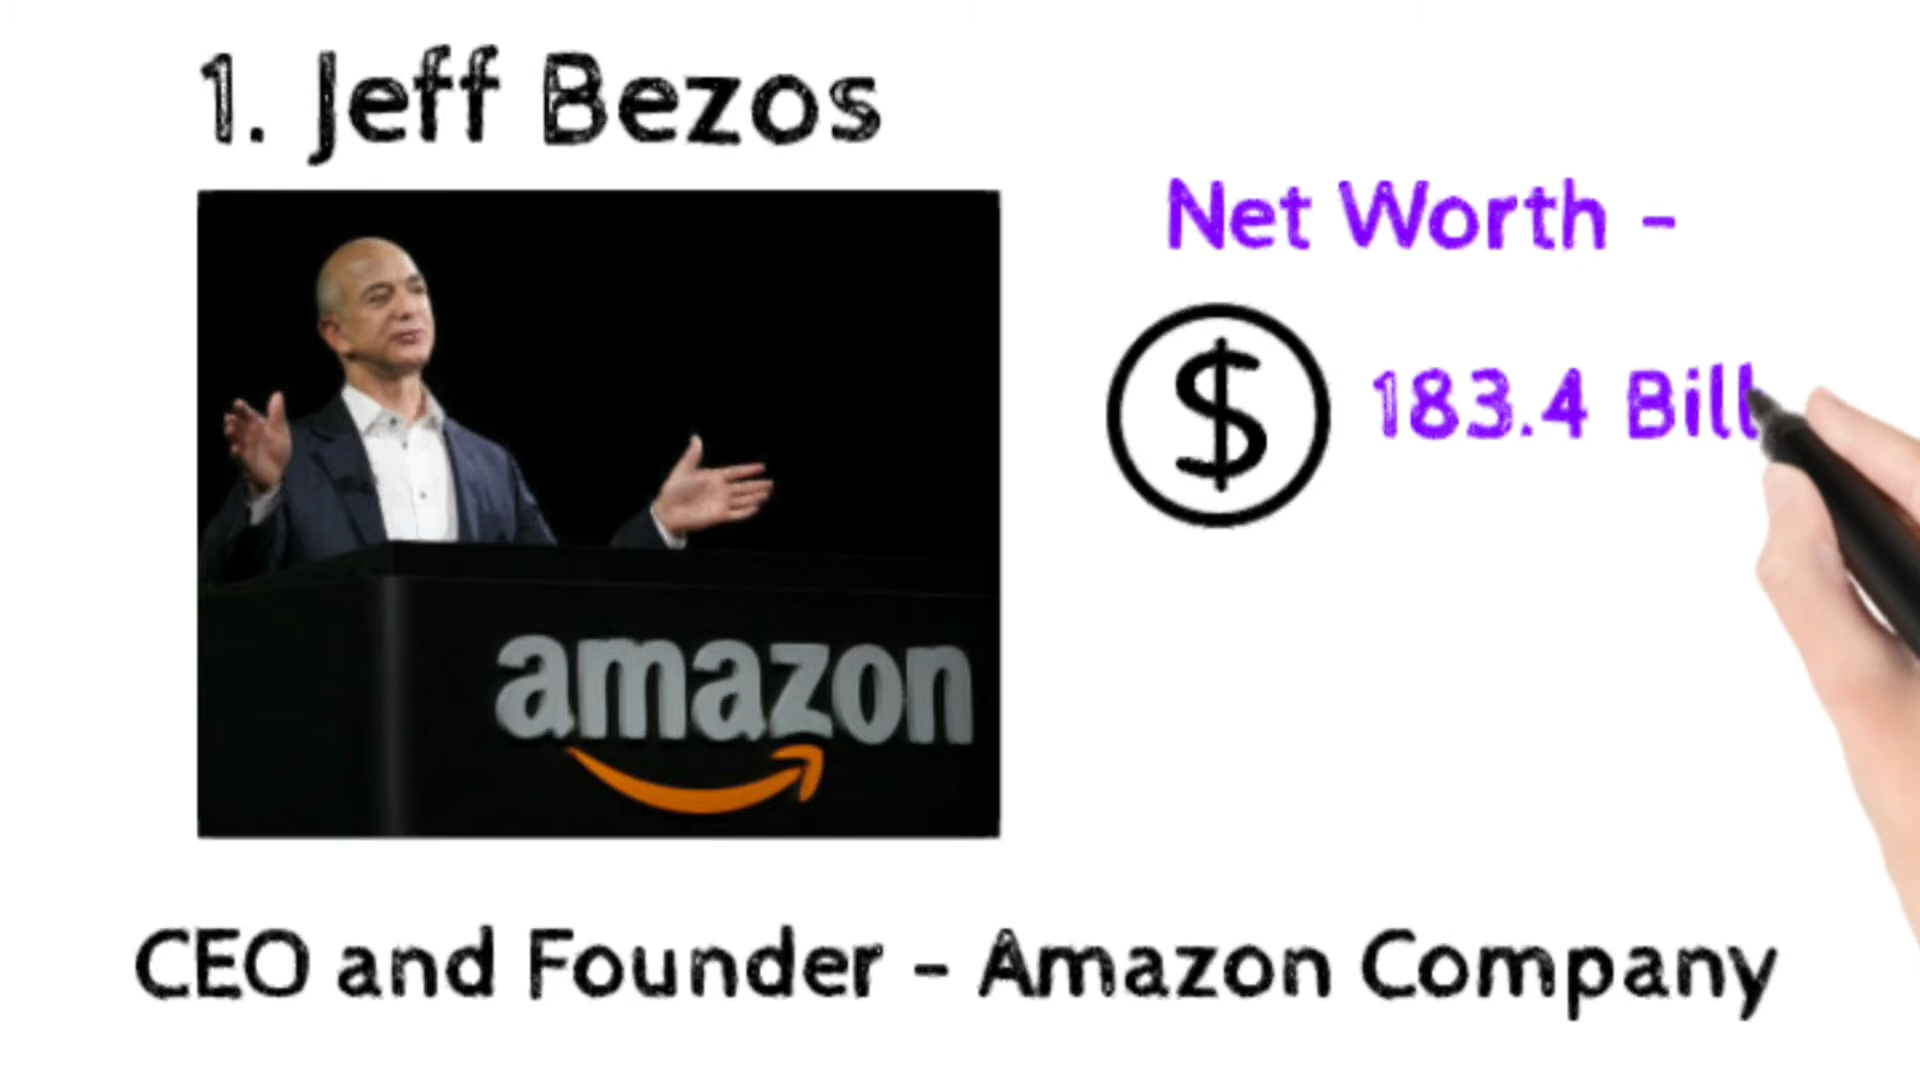 1. Jeff Bezos
Net Worth -
$ 183.4 Bill
amazon
CEO and Founder - Amazon Company